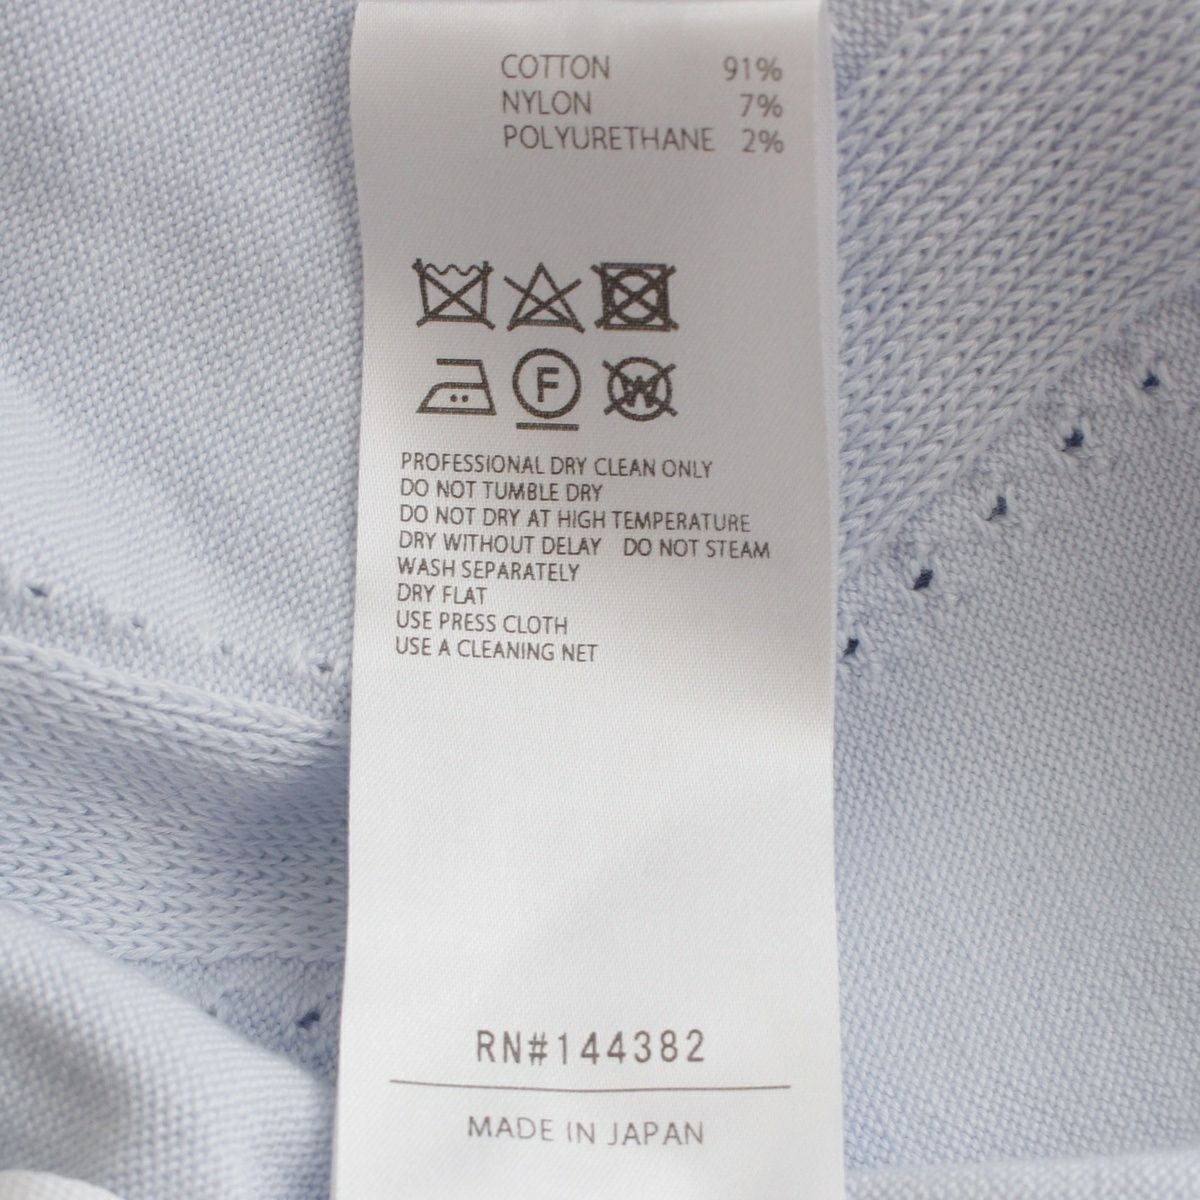 COTTON 91%
NYLON 7%
POLYURETHANE 2%
F W
PROFESSIONAL DRY CLEAN ONLY
DO NOT TUMBLE DRY
DO NOT DRY AT HIGH TEMPERATURE
DRY WITHOUT DELAY DO NOT STEAM
WASH SEPARATELY
DRY FLAT
USE PRESS CLOTH
USE A CLEANING NET
RN#144382
MADE IN JAPAN